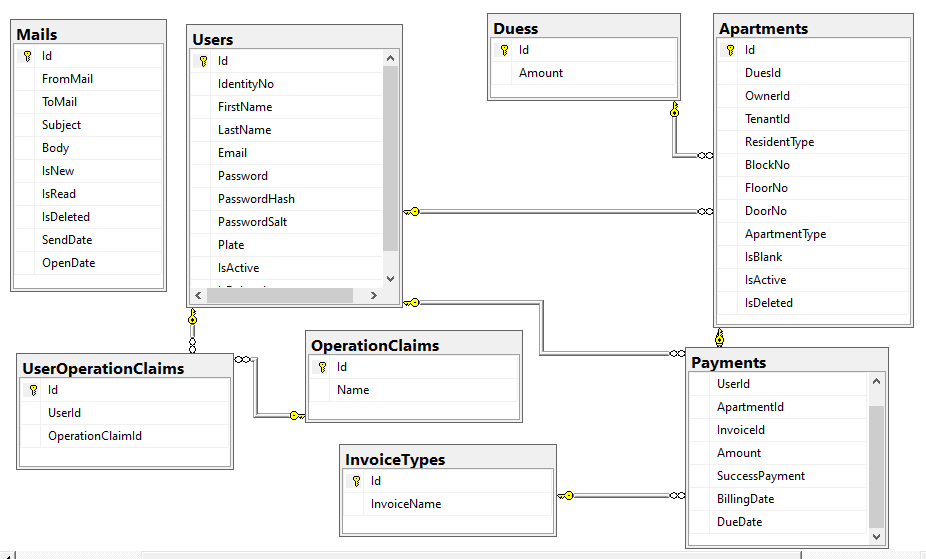 Mails
Id
FromMail
ToMail
Subject
Body
IsNew
IsRead
IsDeleted
SendDate
OpenDate
Users
Id
IdentityNo
FirstName
LastName
Email
Password
PasswordHash
PasswordSalt
Plate
IsActive
Duess
Id
Amount
Apartments
Id
DuesId
OwnerId
TenantId
ResidentType
BlockNo
FloorNo
DoorNo
ApartmentType
IsBlank
IsActive
IsDeleted
UserOperationClaims
Id
UserId
OperationClaimId
OperationClaims
Id
Name
InvoiceTypes
Id
InvoiceName
Payments
UserId
ApartmentId
InvoiceId
Amount
SuccessPayment
BillingDate
DueDate